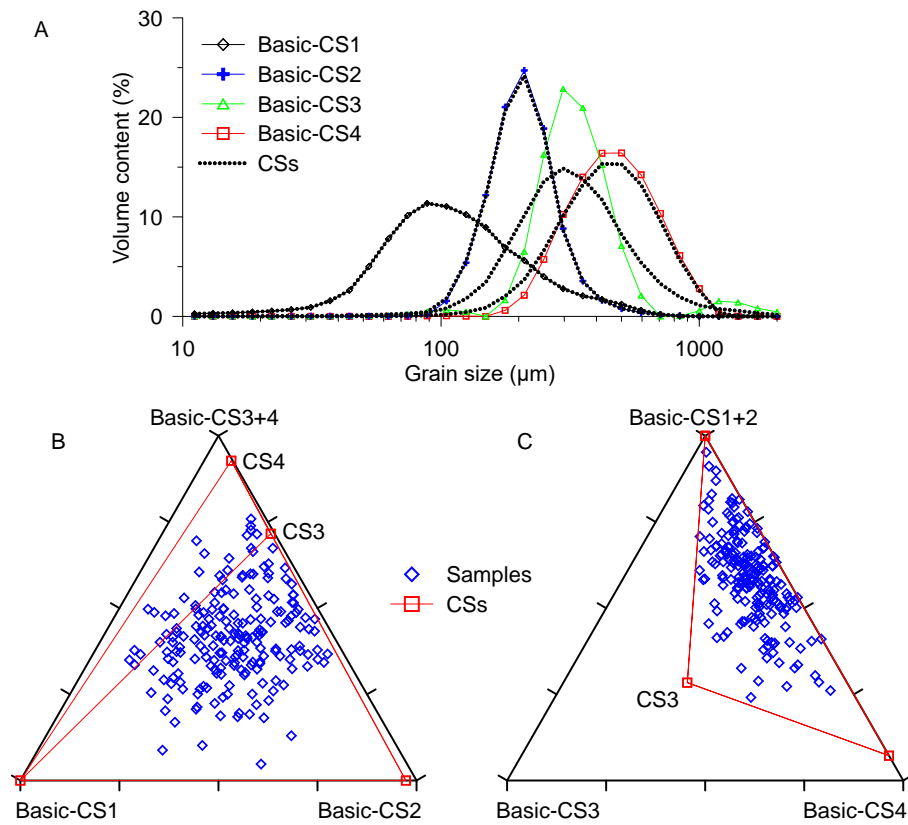 A
30
20
10
0
Volume content (%)
Basic-CS1
Basic-CS2
Basic-CS3
Basic-CS4
CSs
10
100
1000
Grain size (µm)
B
Basic-CS3+4
CS4
CS3
Basic-CS1
Basic-CS2
Samples
CSs
C
Basic-CS1+2
CS3
Basic-CS3
Basic-CS4